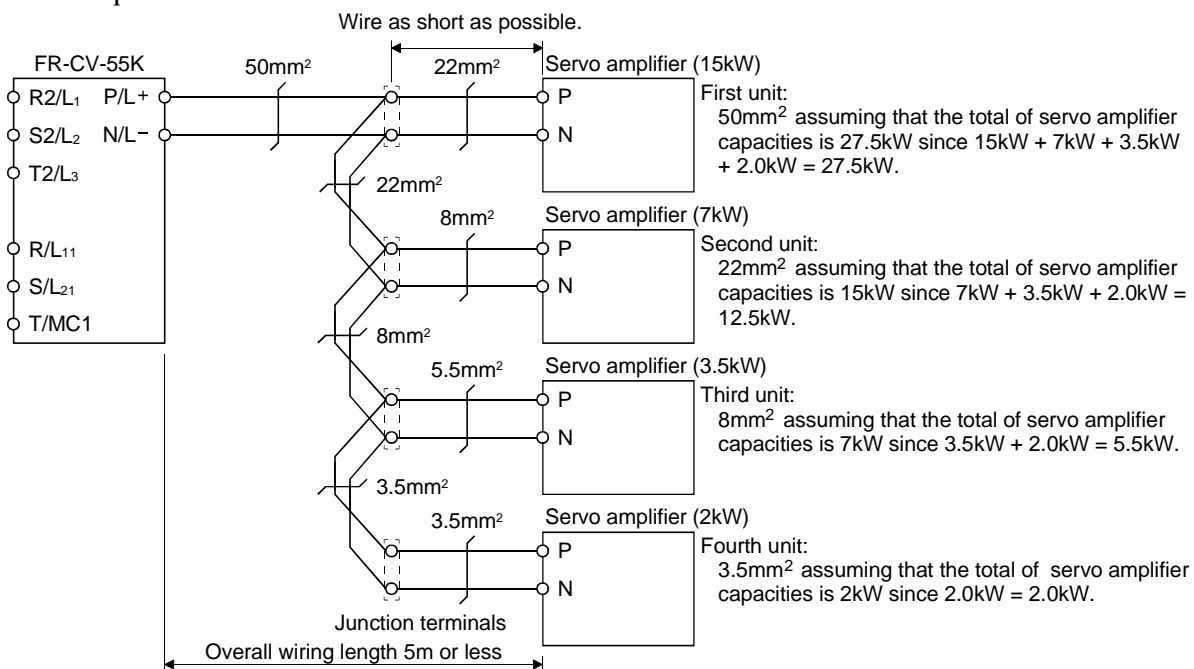 Wire as short as possible.
FR-CV-55K
50mm²
22mm²
Servo amplifier (15kW)
R2/L1 P/L+
S2/L2 N/L−
T2/L3
R/L11
S/L21
T/MC1
P
N
First unit:
50mm² assuming that the total of servo amplifier
capacities is 27.5kW since 15kW + 7kW + 3.5kW
+ 2.0kW = 27.5kW.
22mm²
8mm²
Servo amplifier (7kW)
P
N
Second unit:
22mm² assuming that the total of servo amplifier
capacities is 15kW since 7kW + 3.5kW + 2.0kW =
12.5kW.
8mm²
5.5mm²
Servo amplifier (3.5kW)
P
N
Third unit:
8mm² assuming that the total of servo amplifier
capacities is 7kW since 3.5kW + 2.0kW = 5.5kW.
3.5mm²
3.5mm²
Servo amplifier (2kW)
P
N
Fourth unit:
3.5mm² assuming that the total of servo amplifier
capacities is 2kW since 2.0kW = 2.0kW.
Junction terminals
Overall wiring length 5m or less